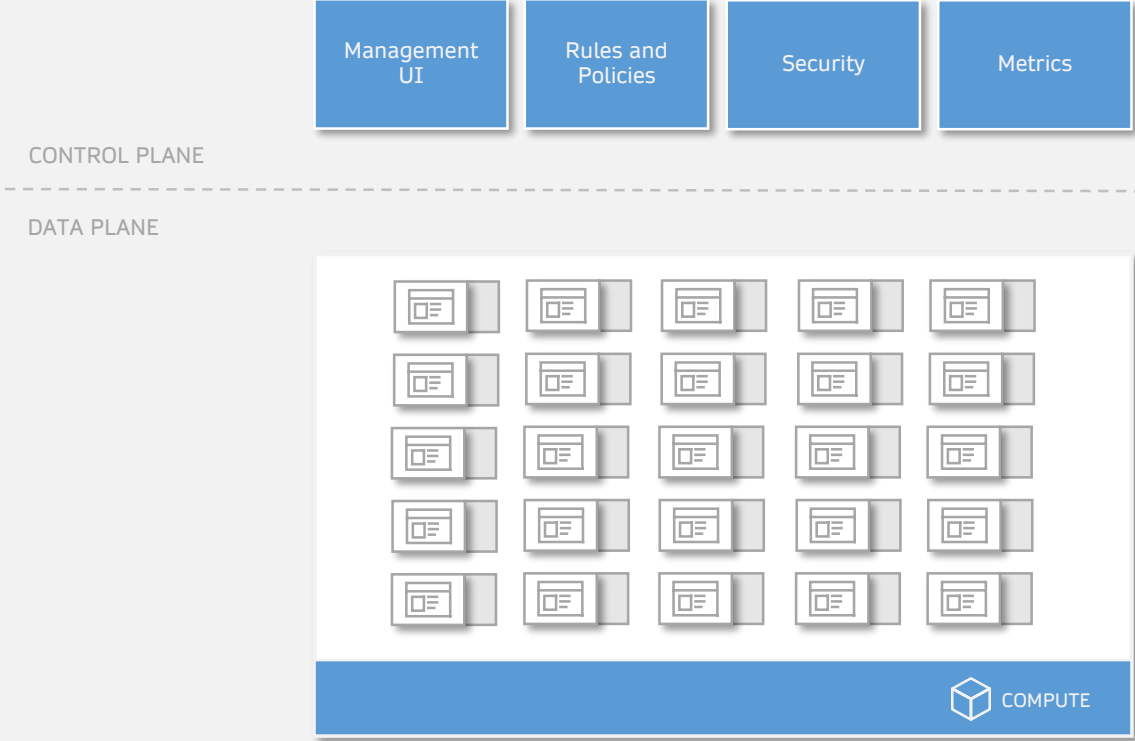 Management
UI
Rules and
Policies
Security
Metrics
CONTROL PLANE
DATA PLANE
COMPUTE